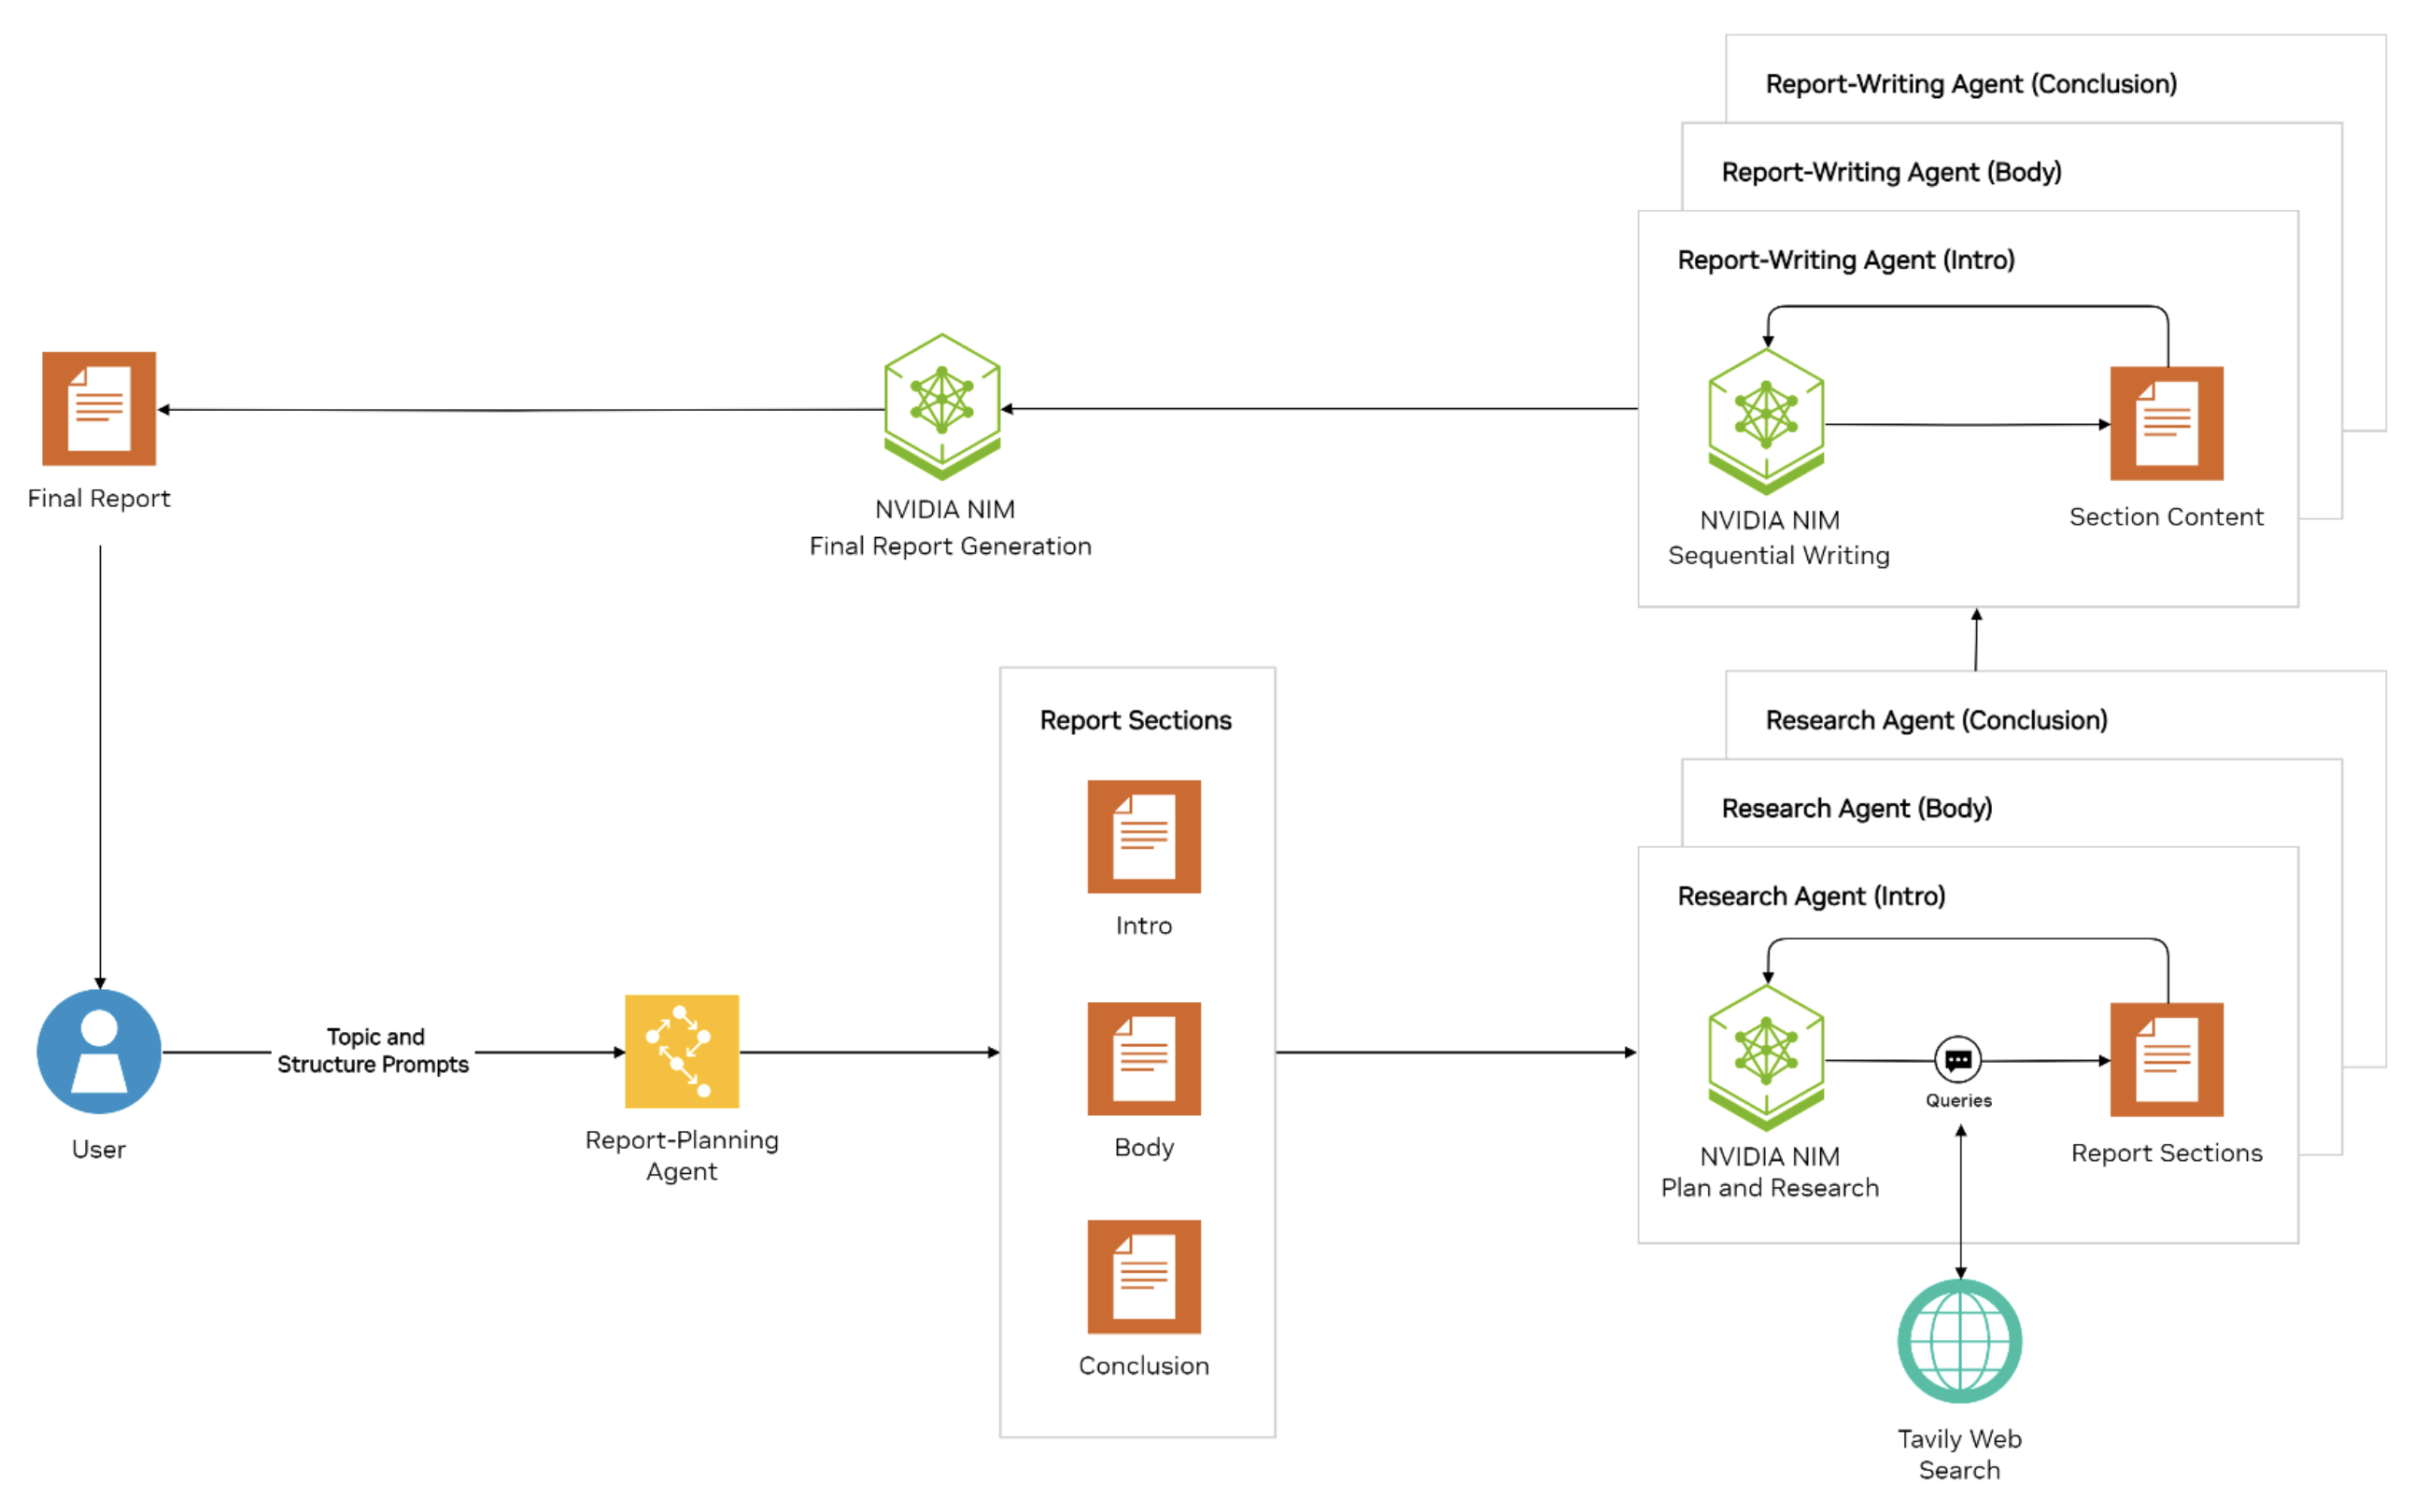 Report-Writing Agent (Conclusion)
Report-Writing Agent (Body)
Report-Writing Agent (Intro)
NVIDIA NIM
Sequential Writing
Section Content
NVIDIA NIM
Final Report Generation
Final Report
User
Topic and
Structure Prompts
Report-Planning
Agent
Report Sections
Intro
Body
Conclusion
Research Agent (Conclusion)
Research Agent (Body)
Research Agent (Intro)
NVIDIA NIM
Plan and Research
Queries
Report Sections
Tavily Web
Search